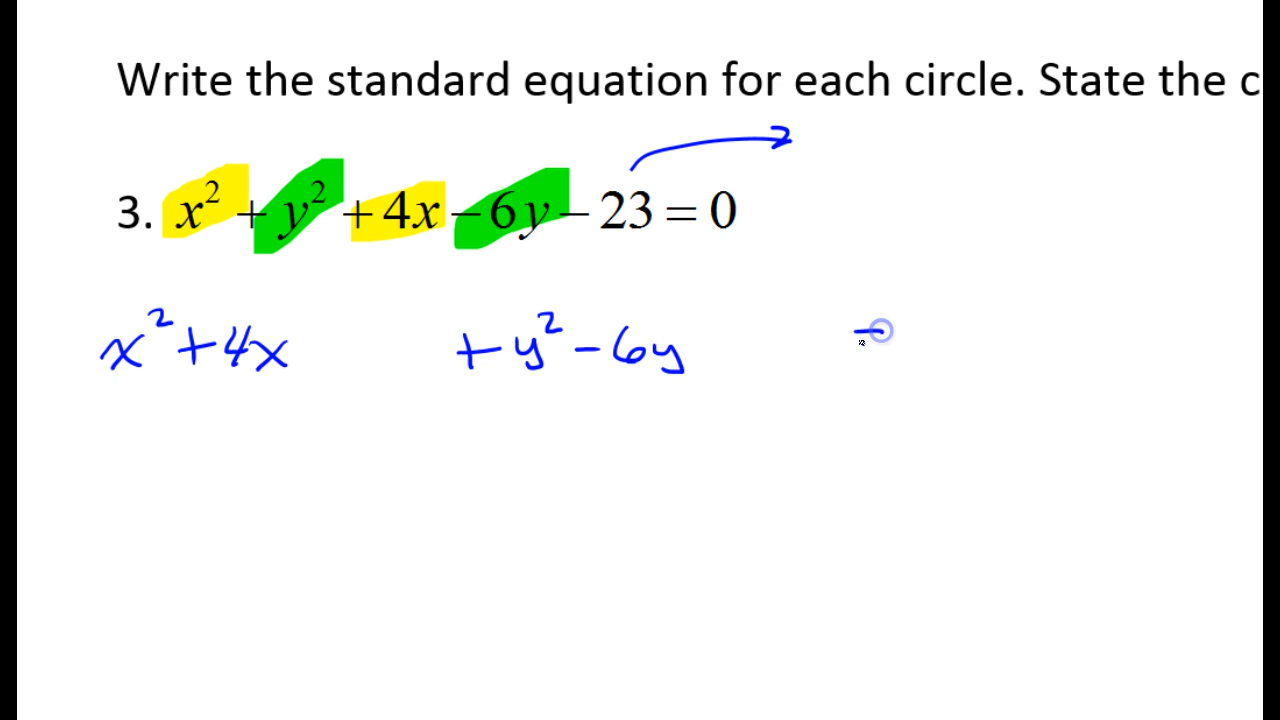 Write the standard equation for each circle. State the c
3. x² + y² + 4x − 6y − 23 = 0
x² + 4x + y² - 6y =